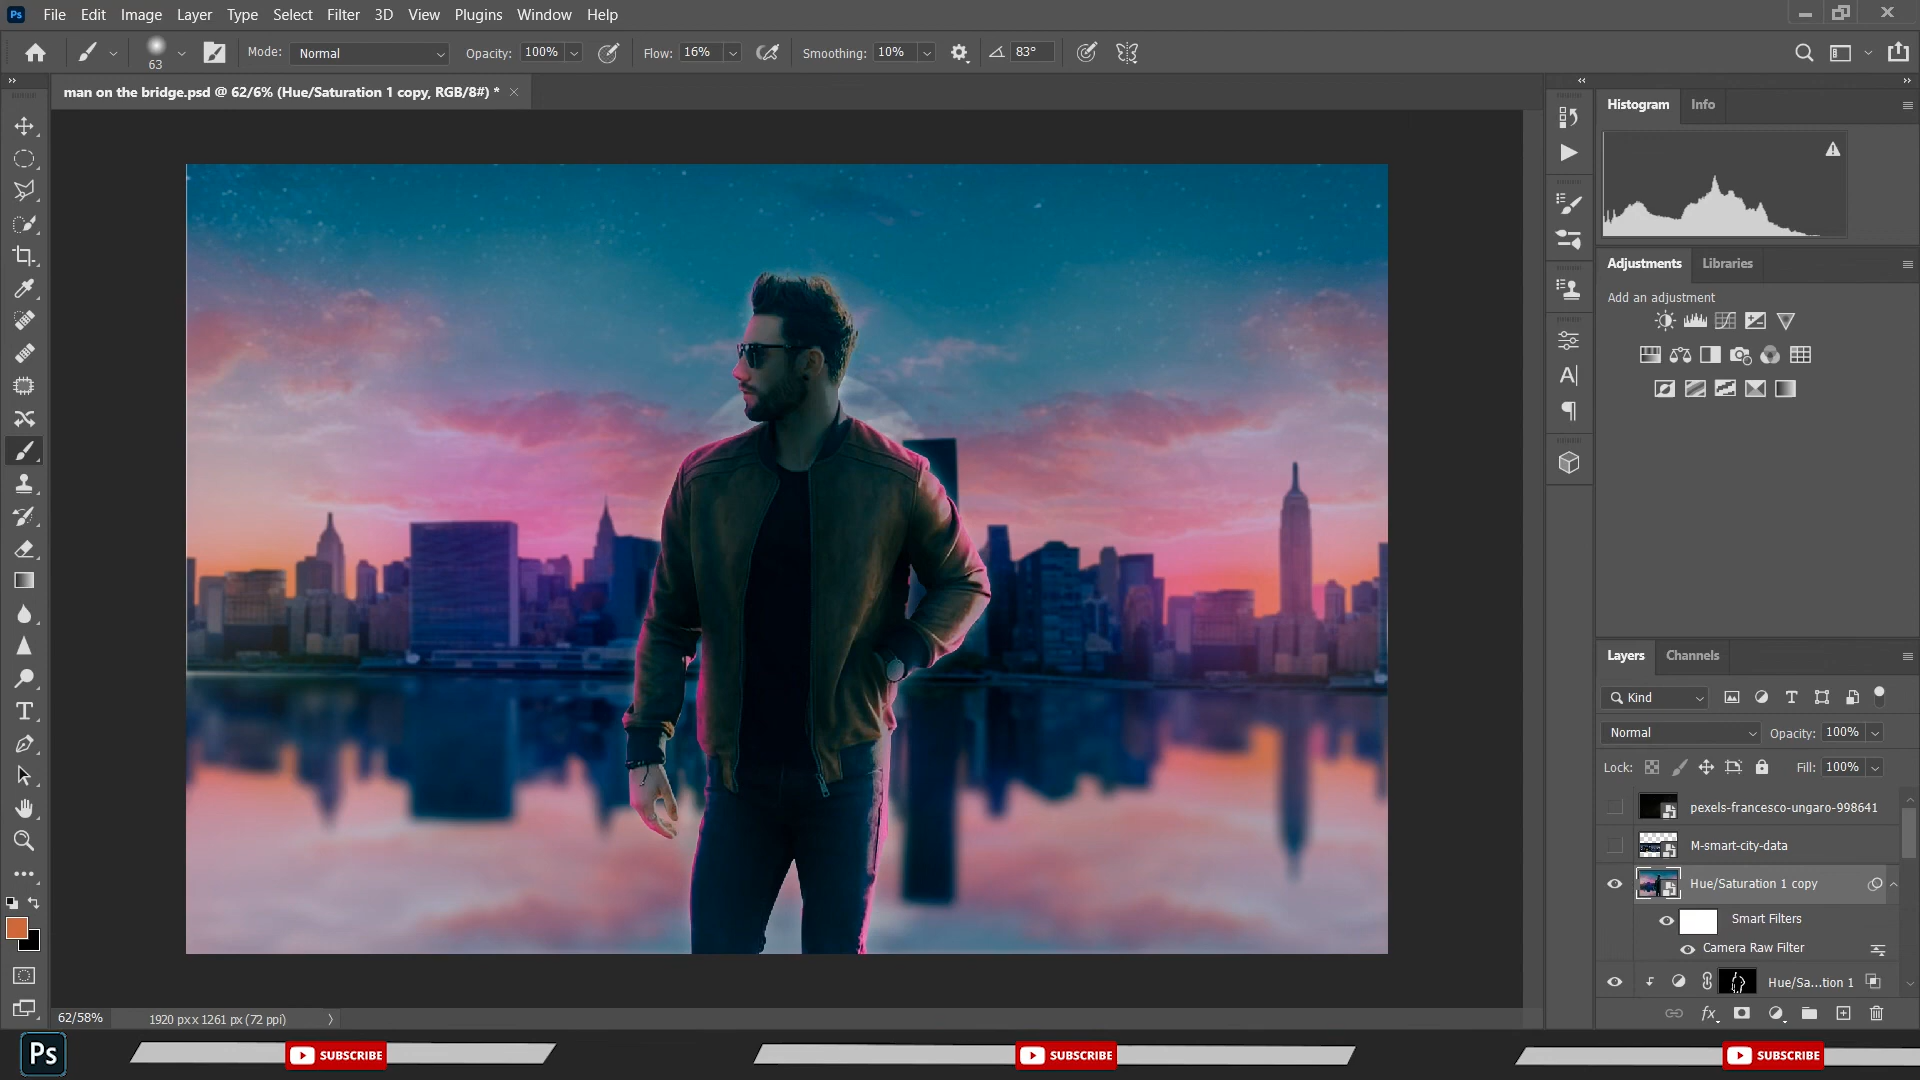 Ps File Edit Image Layer Type Select Filter 3D View Plugins Window Help
63 Mode: Normal Opacity: 100% Flow: 16% Smoothing: 10% 83°
man on the bridge.psd @ 62/6% (Hue/Saturation 1 copy, RGB/8#) *
Histogram Info
Adjustments Libraries
Add an adjustment
Layers Channels
Kind
Normal Opacity: 100%
Lock: Fill: 100%
pexels-francesco-ungaro-998641
M-smart-city-data
Hue/Saturation 1 copy
Smart Filters
Camera Raw Filter
Hue/Sa...tion 1
fx
62/58% 1920 px x 1261 px (72 ppi)
Ps SUBSCRIBE SUBSCRIBE SUBSCRIBE